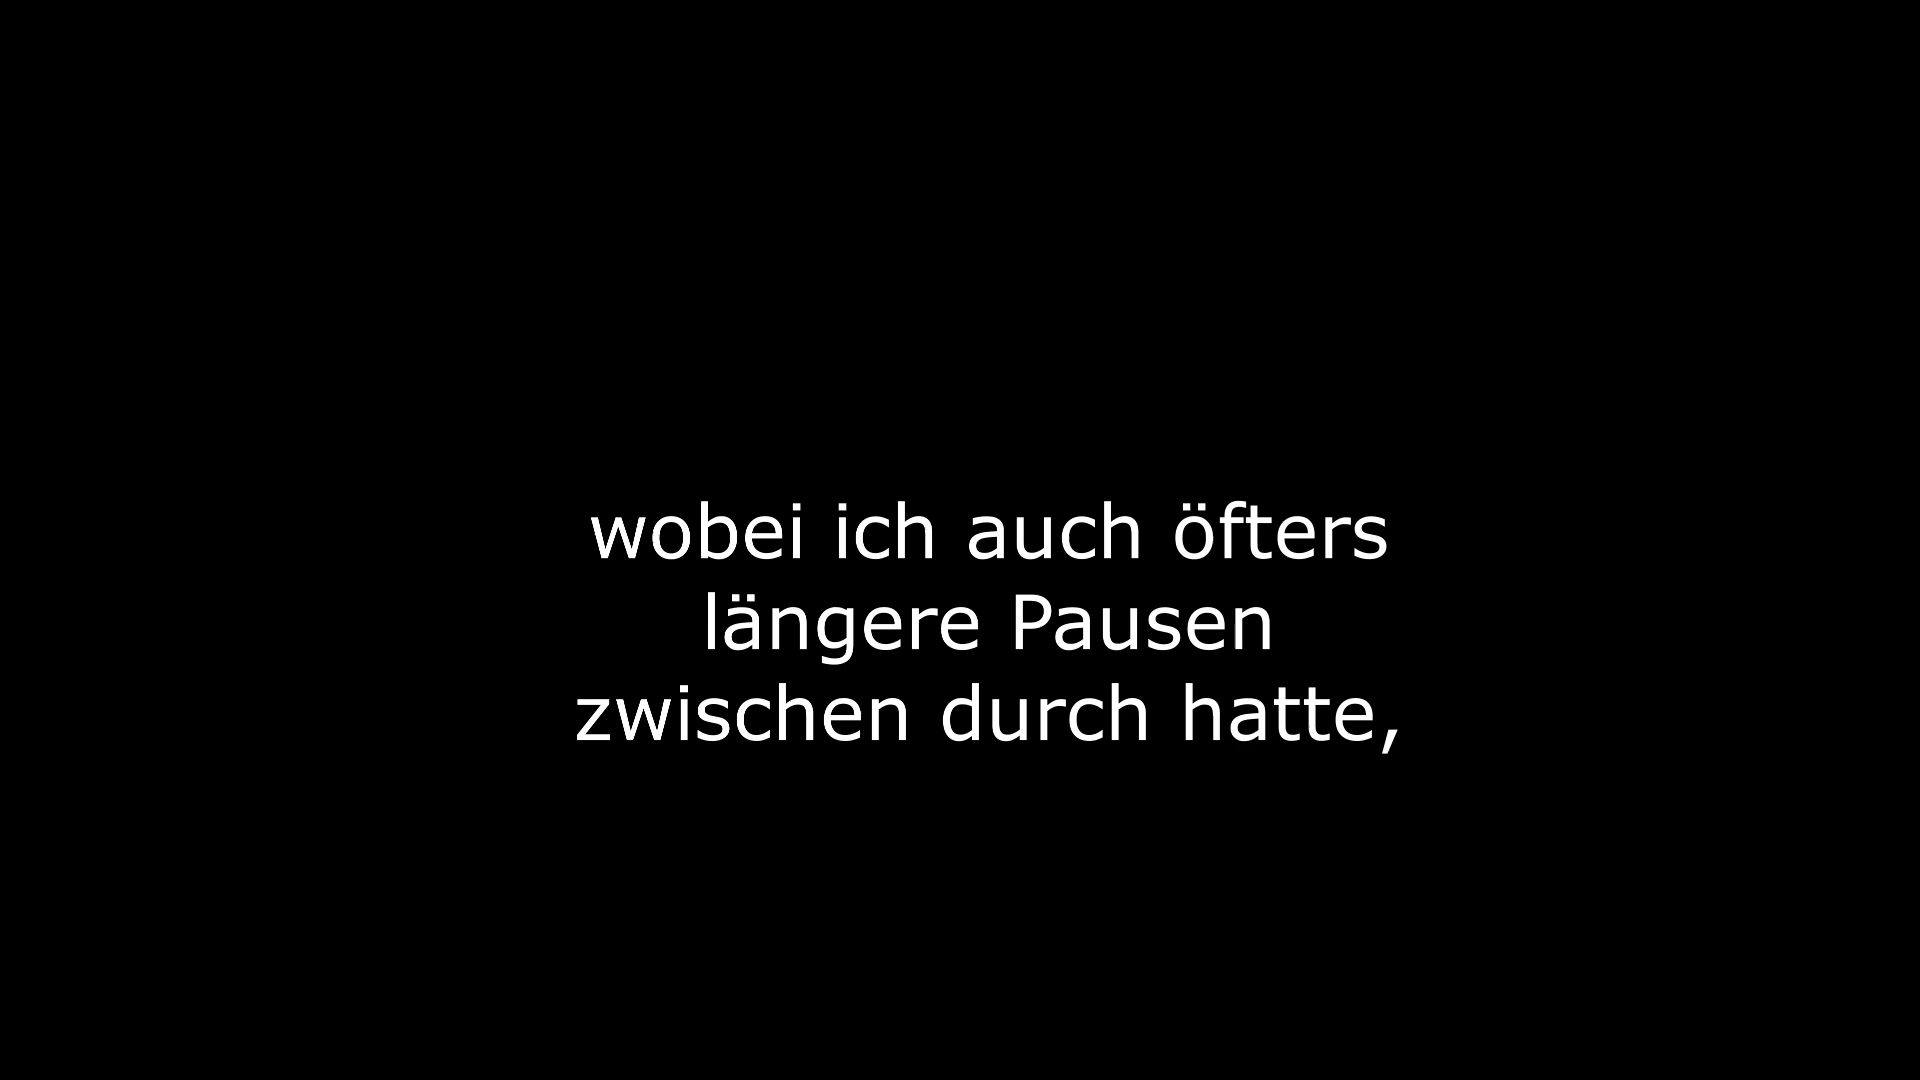 wobei ich auch öfters
längere Pausen
zwischen durch hatte,